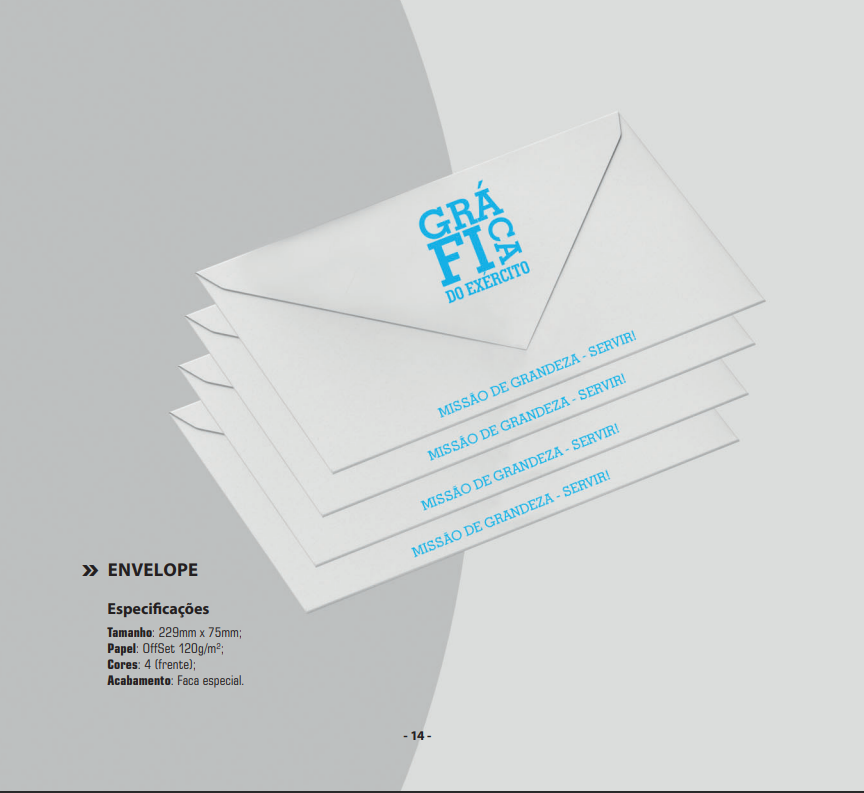 GRÁ
FI
CA
DO EXÉRCITO
MISSÃO DE GRANDEZA - SERVIR!
MISSÃO DE GRANDEZA - SERVIR!
MISSÃO DE GRANDEZA - SERVIR!
MISSÃO DE GRANDEZA - SERVIR!
» ENVELOPE
Especificações
Tamanho: 229mm x 75mm;
Papel: OffSet 120g/m²;
Cores: 4 (frente);
Acabamento: Faca especial.
- 14 -